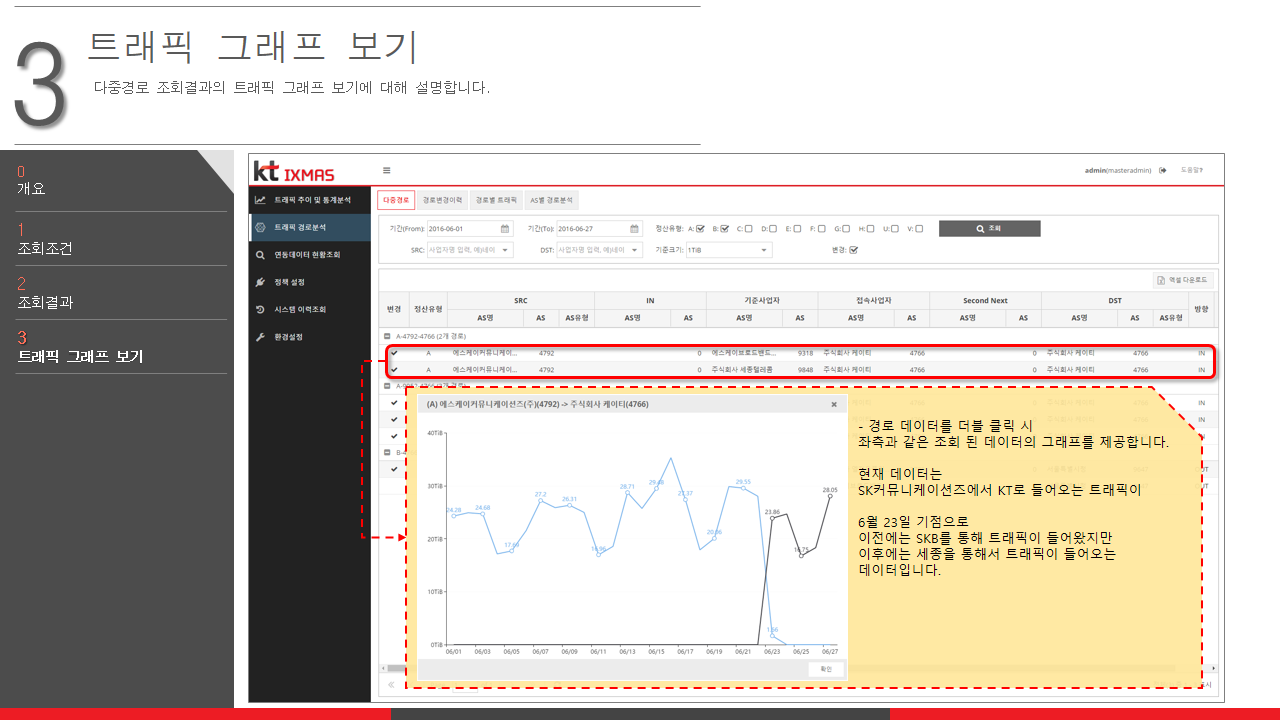 3
트래픽 그래프 보기
다중경로 조회결과의 트래픽 그래프 보기에 대해 설명합니다.
0
개요
1
조회조건
2
조회결과
3
트래픽 그래프 보기
kt IXMAS
admin(masteradmin)
도움말?
트래픽 추이 및 통계분석
트래픽 경로분석
연동데이터 현황조회
정책 설정
시스템 이력조회
환경설정
다중경로 경로변경이력 경로별 트래픽 AS별 경로분석
기간(From): 2016-06-01 기간(To): 2016-06-27 정산유형: A: B: C: D: E: F: G: H: U: V: 조회
SRC: 사업자명 입력, 예)네이 DST: 사업자명 입력, 예)네이 기준크기: 1TiB 변경:
엑셀 다운로드
변경 정산유형 SRC IN 기준사업자 접속사업자 Second Next DST 방향
AS명 AS AS유형 AS명 AS AS명 AS AS명 AS AS명 AS AS명 AS AS유형
A-4792-4766 (2개 경로)
A 에스케이커뮤니케이... 4792 0 에스케이브로드밴드... 9318 주식회사 케이티 4766 0 주식회사 케이티 4766 IN
A 에스케이커뮤니케이... 4792 0 주식회사 세종텔레콤 9848 주식회사 케이티 4766 0 주식회사 케이티 4766 IN
IN
IN
(A) 에스케이커뮤니케이션즈(주)(4792) -> 주식회사 케이티(4766)
40TiB
30TiB
20TiB
10TiB
0TiB
24.28 24.68 17.69 27.2 26.31 16.96 28.71 29.48 27.37 20.06 29.55 1.66
23.86 16.75 28.05
06/01 06/03 06/05 06/07 06/09 06/11 06/13 06/15 06/17 06/19 06/21 06/23 06/25 06/27
확인
- 경로 데이터를 더블 클릭 시
좌측과 같은 조회 된 데이터의 그래프를 제공합니다.
현재 데이터는
SK커뮤니케이션즈에서 KT로 들어오는 트래픽이
6월 23일 기점으로
이전에는 SKB를 통해 트래픽이 들어왔지만
이후에는 세종을 통해서 트래픽이 들어오는
데이터입니다.